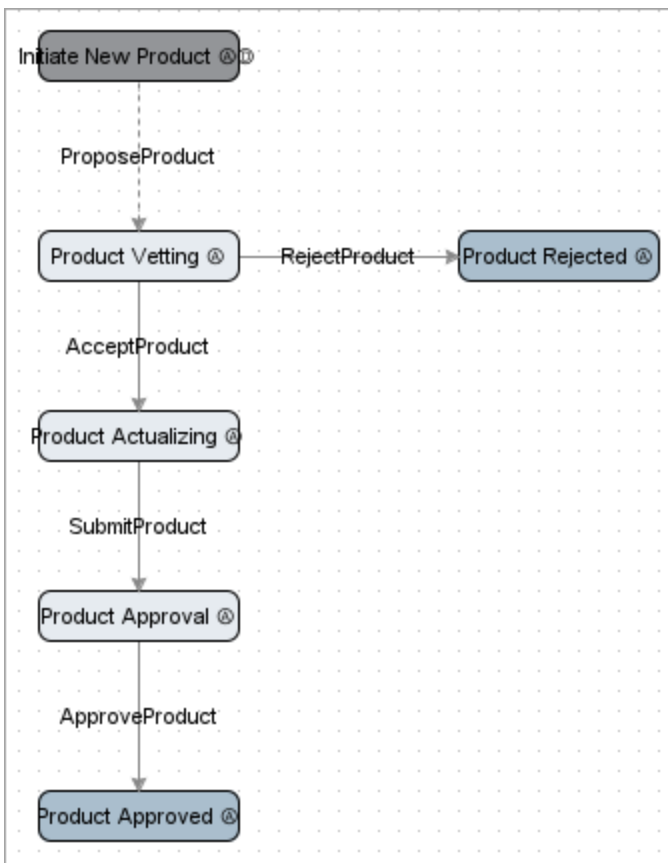 Initiate New Product Ⓐ Ⓓ
ProposeProduct
Product Vetting Ⓐ
RejectProduct
Product Rejected Ⓐ
AcceptProduct
Product Actualizing Ⓐ
SubmitProduct
Product Approval Ⓐ
ApproveProduct
Product Approved Ⓐ